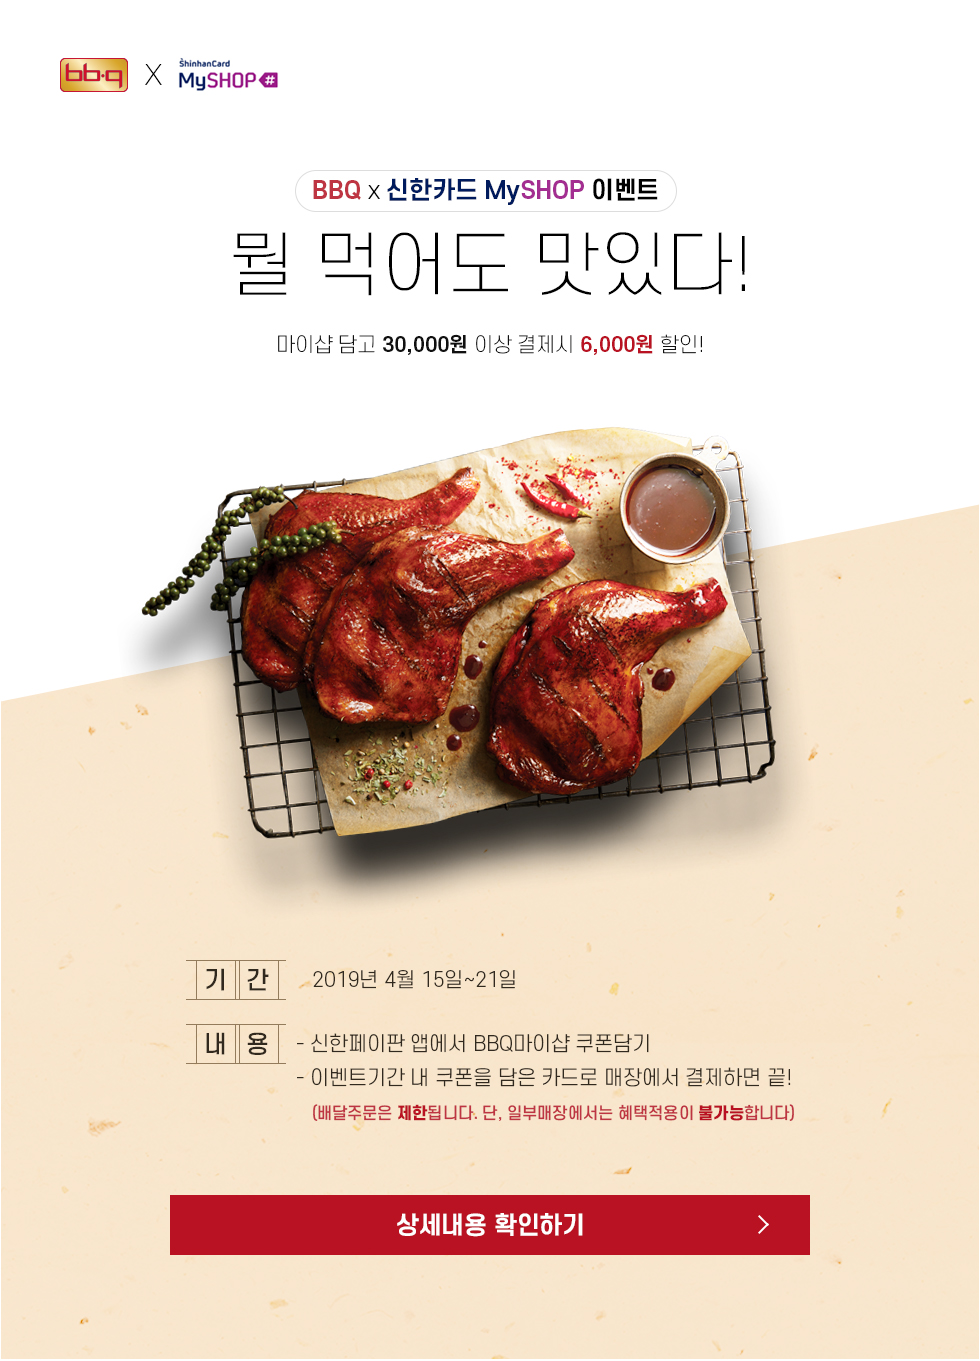 bb.q X ShinhanCard MySHOP #
BBQ x 신한카드 MySHOP 이벤트
뭘 먹어도 맛있다!
마이샵 담고 30,000원 이상 결제시 6,000원 할인!
기간 2019년 4월 15일~21일
내용 - 신한페이판 앱에서 BBQ마이샵 쿠폰담기
- 이벤트기간 내 쿠폰을 담은 카드로 매장에서 결제하면 끝!
(배달주문은 제한됩니다. 단, 일부매장에서는 혜택적용이 불가능합니다)
상세내용 확인하기